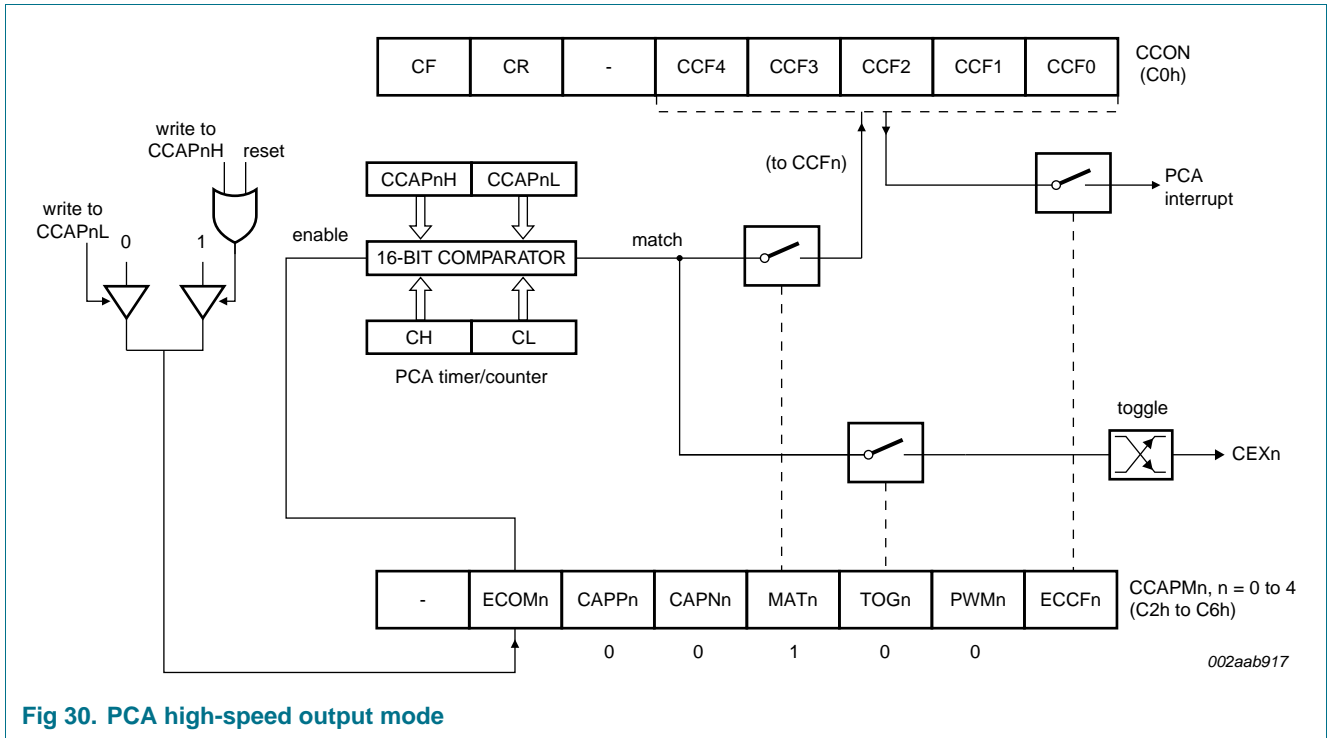 CF CR - CCF4 CCF3 CCF2 CCF1 CCF0
CCON
(C0h)
write to
CCAPnH reset
write to
CCAPnL
0 1
enable
CCAPnH CCAPnL
16-BIT COMPARATOR
CH CL
PCA timer/counter
match
(to CCFn)
PCA
interrupt
toggle
CEXn
- ECOMn CAPPn CAPNn MATn TOGn PWMn ECCFn
CCAPMn, n = 0 to 4
(C2h to C6h)
0 0 1 0 0
002aab917
Fig 30. PCA high-speed output mode